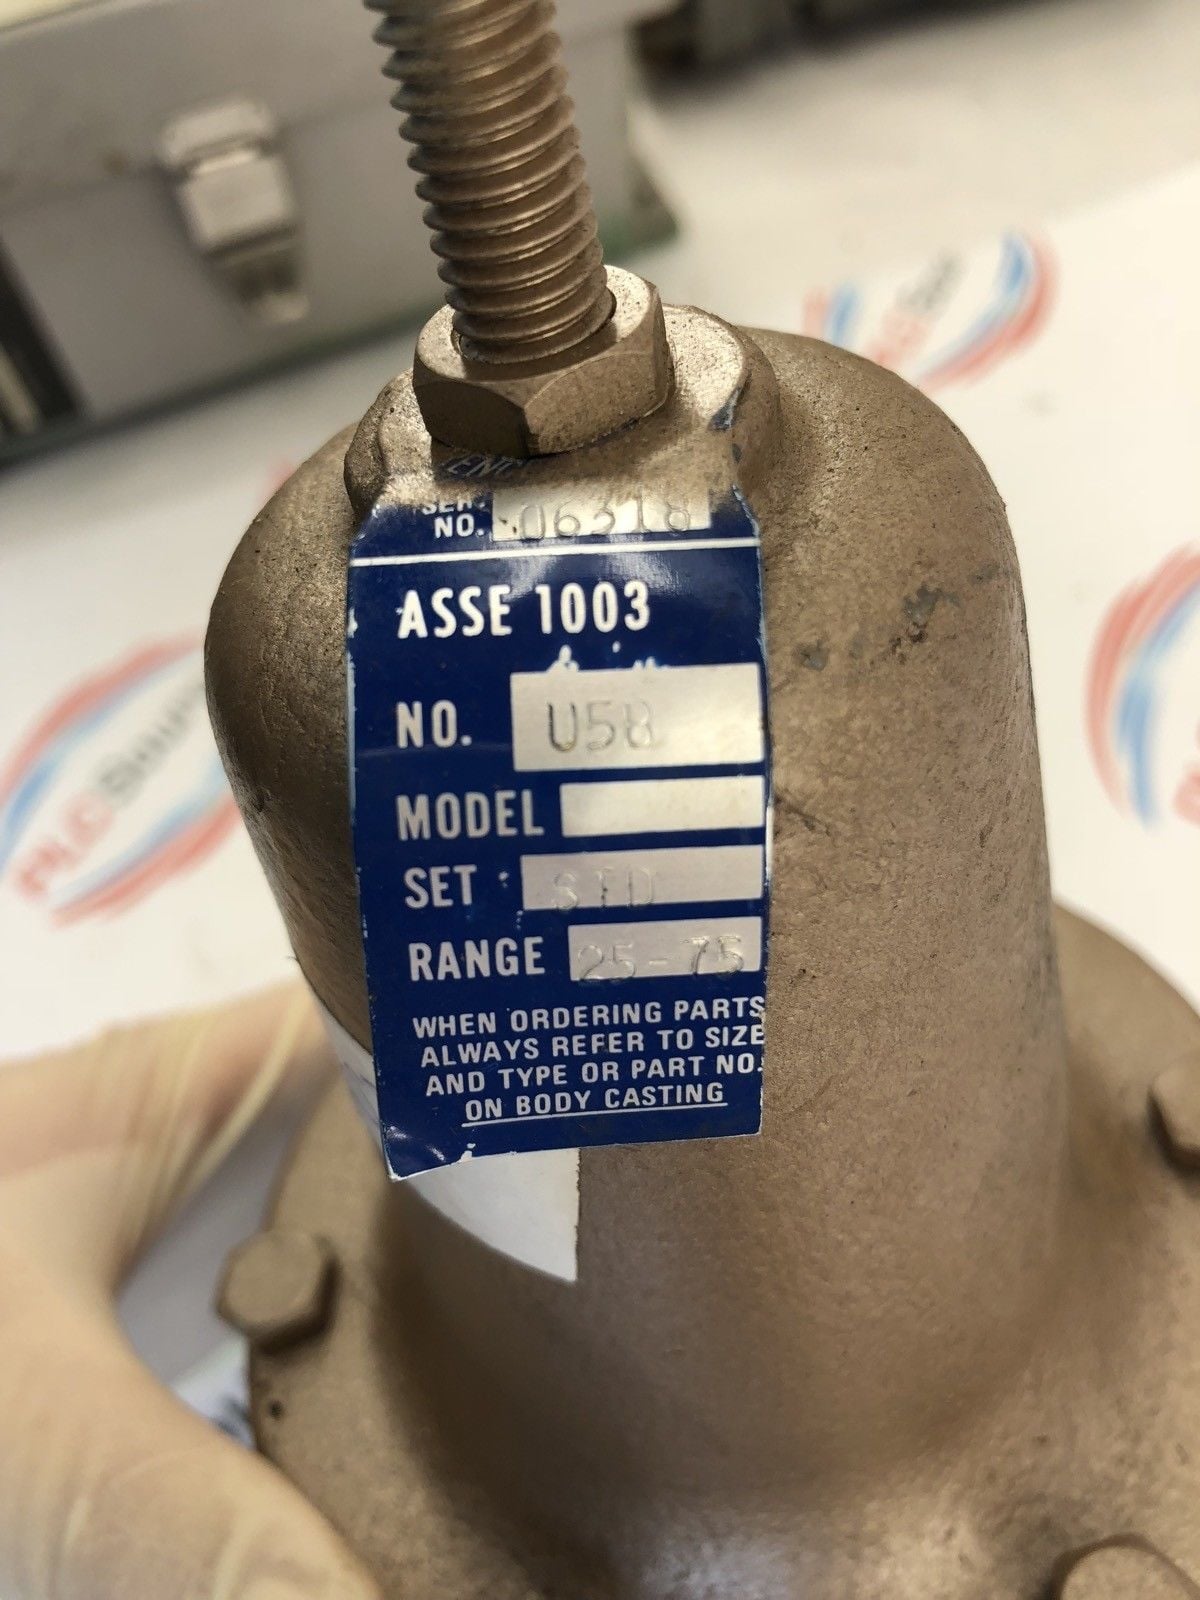 SER.
NO. 06318
ASSE 1003
NO. U5B
MODEL
SET STD
RANGE 25-75
WHEN ORDERING PARTS
ALWAYS REFER TO SIZE
AND TYPE OR PART NO.
ON BODY CASTING